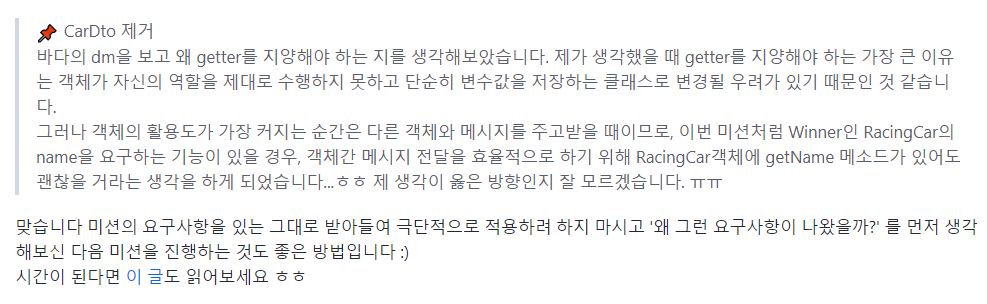 📌 CarDto 제거
바다의 dm을 보고 왜 getter를 지양해야 하는 지를 생각해보았습니다. 제가 생각했을 때 getter를 지양해야 하는 가장 큰 이유
는 객체가 자신의 역할을 제대로 수행하지 못하고 단순히 변수값을 저장하는 클래스로 변경될 우려가 있기 때문인 것 같습니
다.
그러나 객체의 활용도가 가장 커지는 순간은 다른 객체와 메시지를 주고받을 때이므로, 이번 미션처럼 Winner인 RacingCar의
name을 요구하는 기능이 있을 경우, 객체간 메시지 전달을 효율적으로 하기 위해 RacingCar객체에 getName 메소드가 있어도
괜찮을 거라는 생각을 하게 되었습니다...ㅎㅎ 제 생각이 옳은 방향인지 잘 모르겠습니다. ㅠㅠ
맞습니다 미션의 요구사항을 있는 그대로 받아들여 극단적으로 적용하려 하지 마시고 '왜 그런 요구사항이 나왔을까?' 를 먼저 생각
해보신 다음 미션을 진행하는 것도 좋은 방법입니다 :)
시간이 된다면 이 글도 읽어보세요 ㅎㅎ